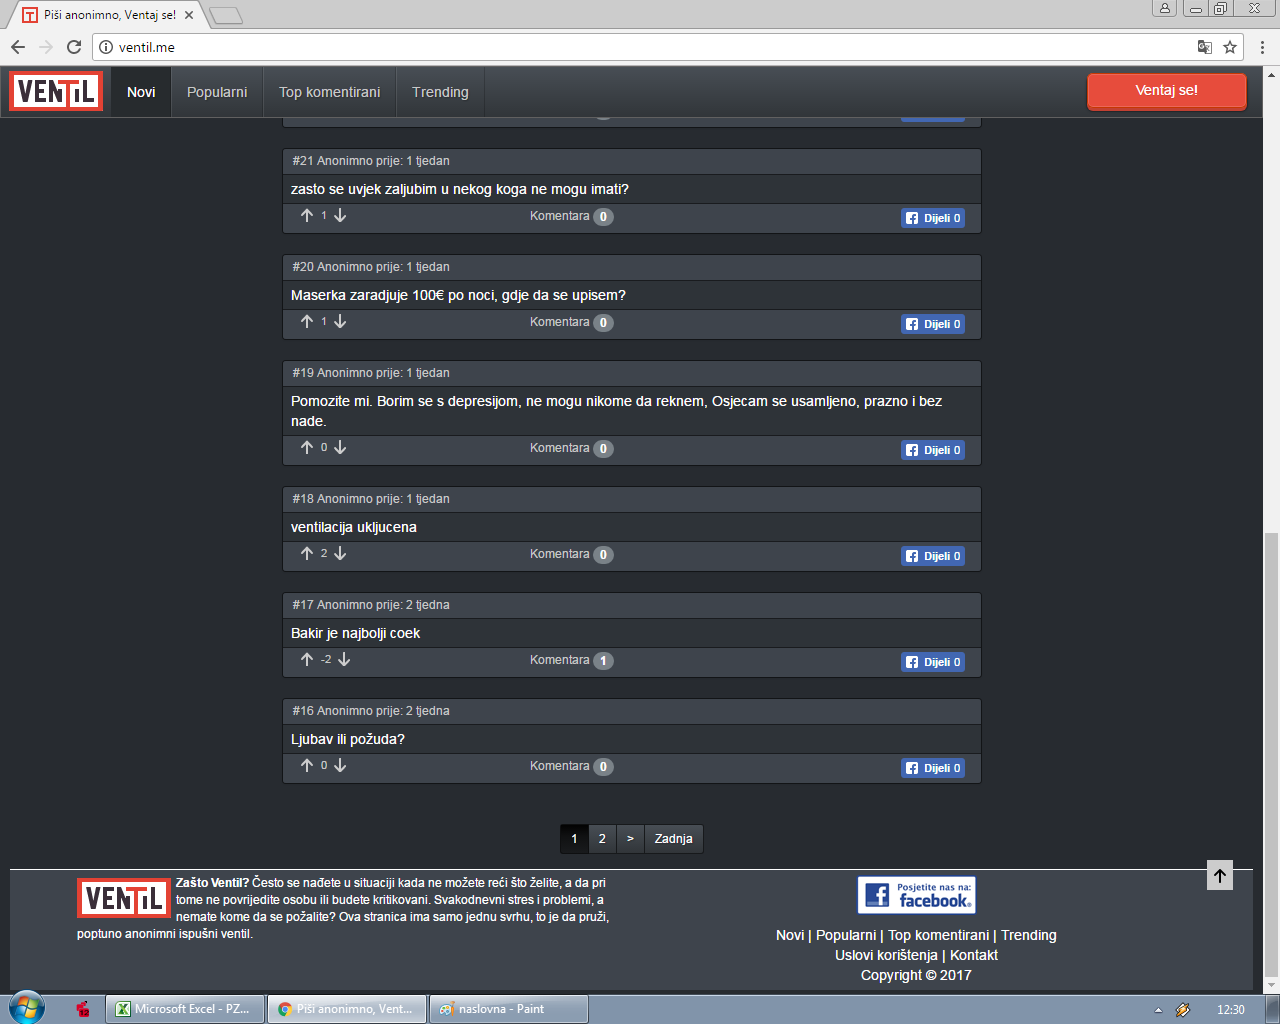 Piši anonimno, Ventaj se!
ventil.me
VENTIL
Novi
Popularni
Top komentirani
Trending
Ventaj se!
#21 Anonimno prije: 1 tjedan
zasto se uvjek zaljubim u nekog koga ne mogu imati?
1
Komentara 0
Dijeli 0
#20 Anonimno prije: 1 tjedan
Maserka zaradjuje 100€ po noci, gdje da se upisem?
1
Komentara 0
Dijeli 0
#19 Anonimno prije: 1 tjedan
Pomozite mi. Borim se s depresijom, ne mogu nikome da reknem, Osjecam se usamljeno, prazno i bez
nade.
0
Komentara 0
Dijeli 0
#18 Anonimno prije: 1 tjedan
ventilacija ukljucena
2
Komentara 0
Dijeli 0
#17 Anonimno prije: 2 tjedna
Bakir je najbolji coek
-2
Komentara 1
Dijeli 0
#16 Anonimno prije: 2 tjedna
Ljubav ili požuda?
0
Komentara 0
Dijeli 0
1 2 > Zadnja
VENTIL
Zašto Ventil? Često se nađete u situaciji kada ne možete reći što želite, a da pri
tome ne povrijedite osobu ili budete kritikovani. Svakodnevni stres i problemi, a
nemate kome da se požalite? Ova stranica ima samo jednu svrhu, to je da pruži,
poptuno anonimni ispušni ventil.
Posjetite nas na:
facebook
Novi | Popularni | Top komentirani | Trending
Uslovi korištenja | Kontakt
Copyright © 2017
12
Microsoft Excel - PZ...
Piši anonimno, Vent...
naslovna - Paint
12:30